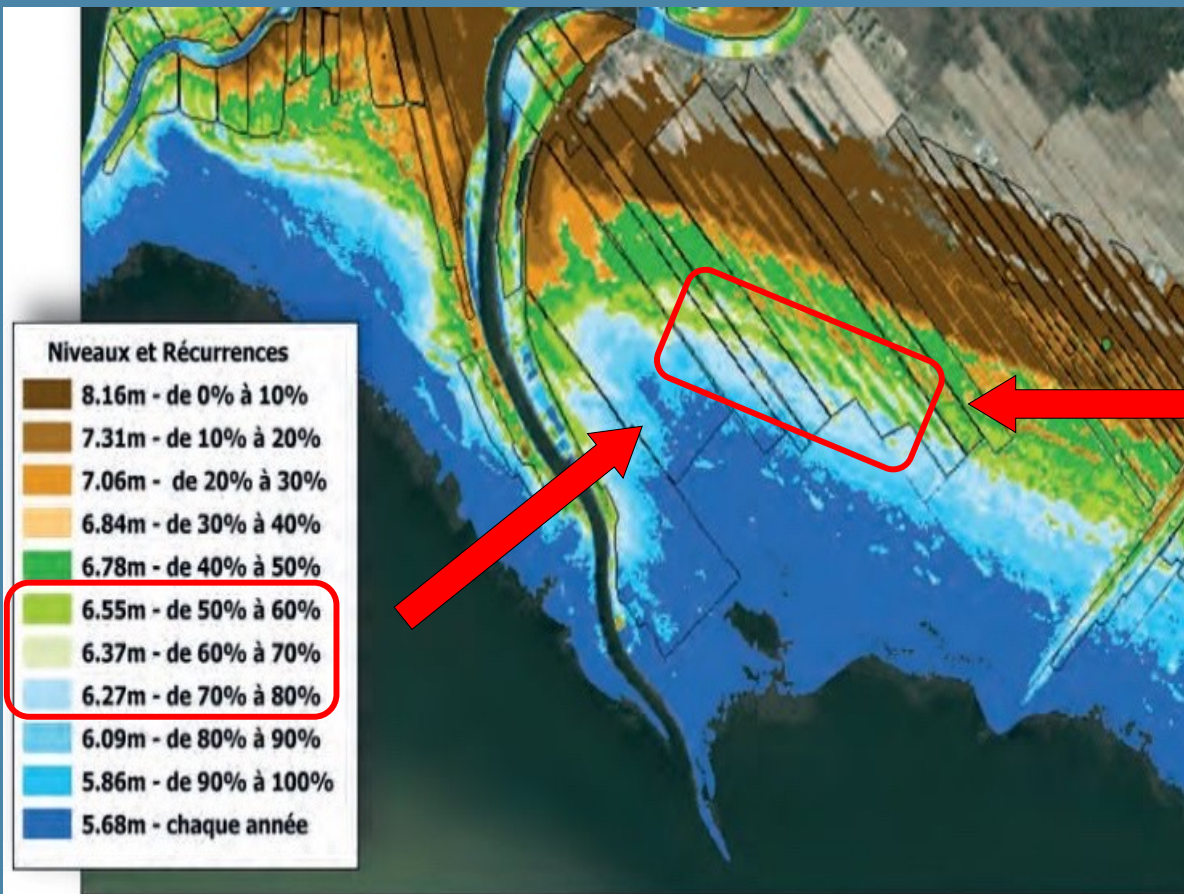 Niveaux et Récurrences
8.16m - de 0% à 10%
7.31m - de 10% à 20%
7.06m - de 20% à 30%
6.84m - de 30% à 40%
6.78m - de 40% à 50%
6.55m - de 50% à 60%
6.37m - de 60% à 70%
6.27m - de 70% à 80%
6.09m - de 80% à 90%
5.86m - de 90% à 100%
5.68m - chaque année